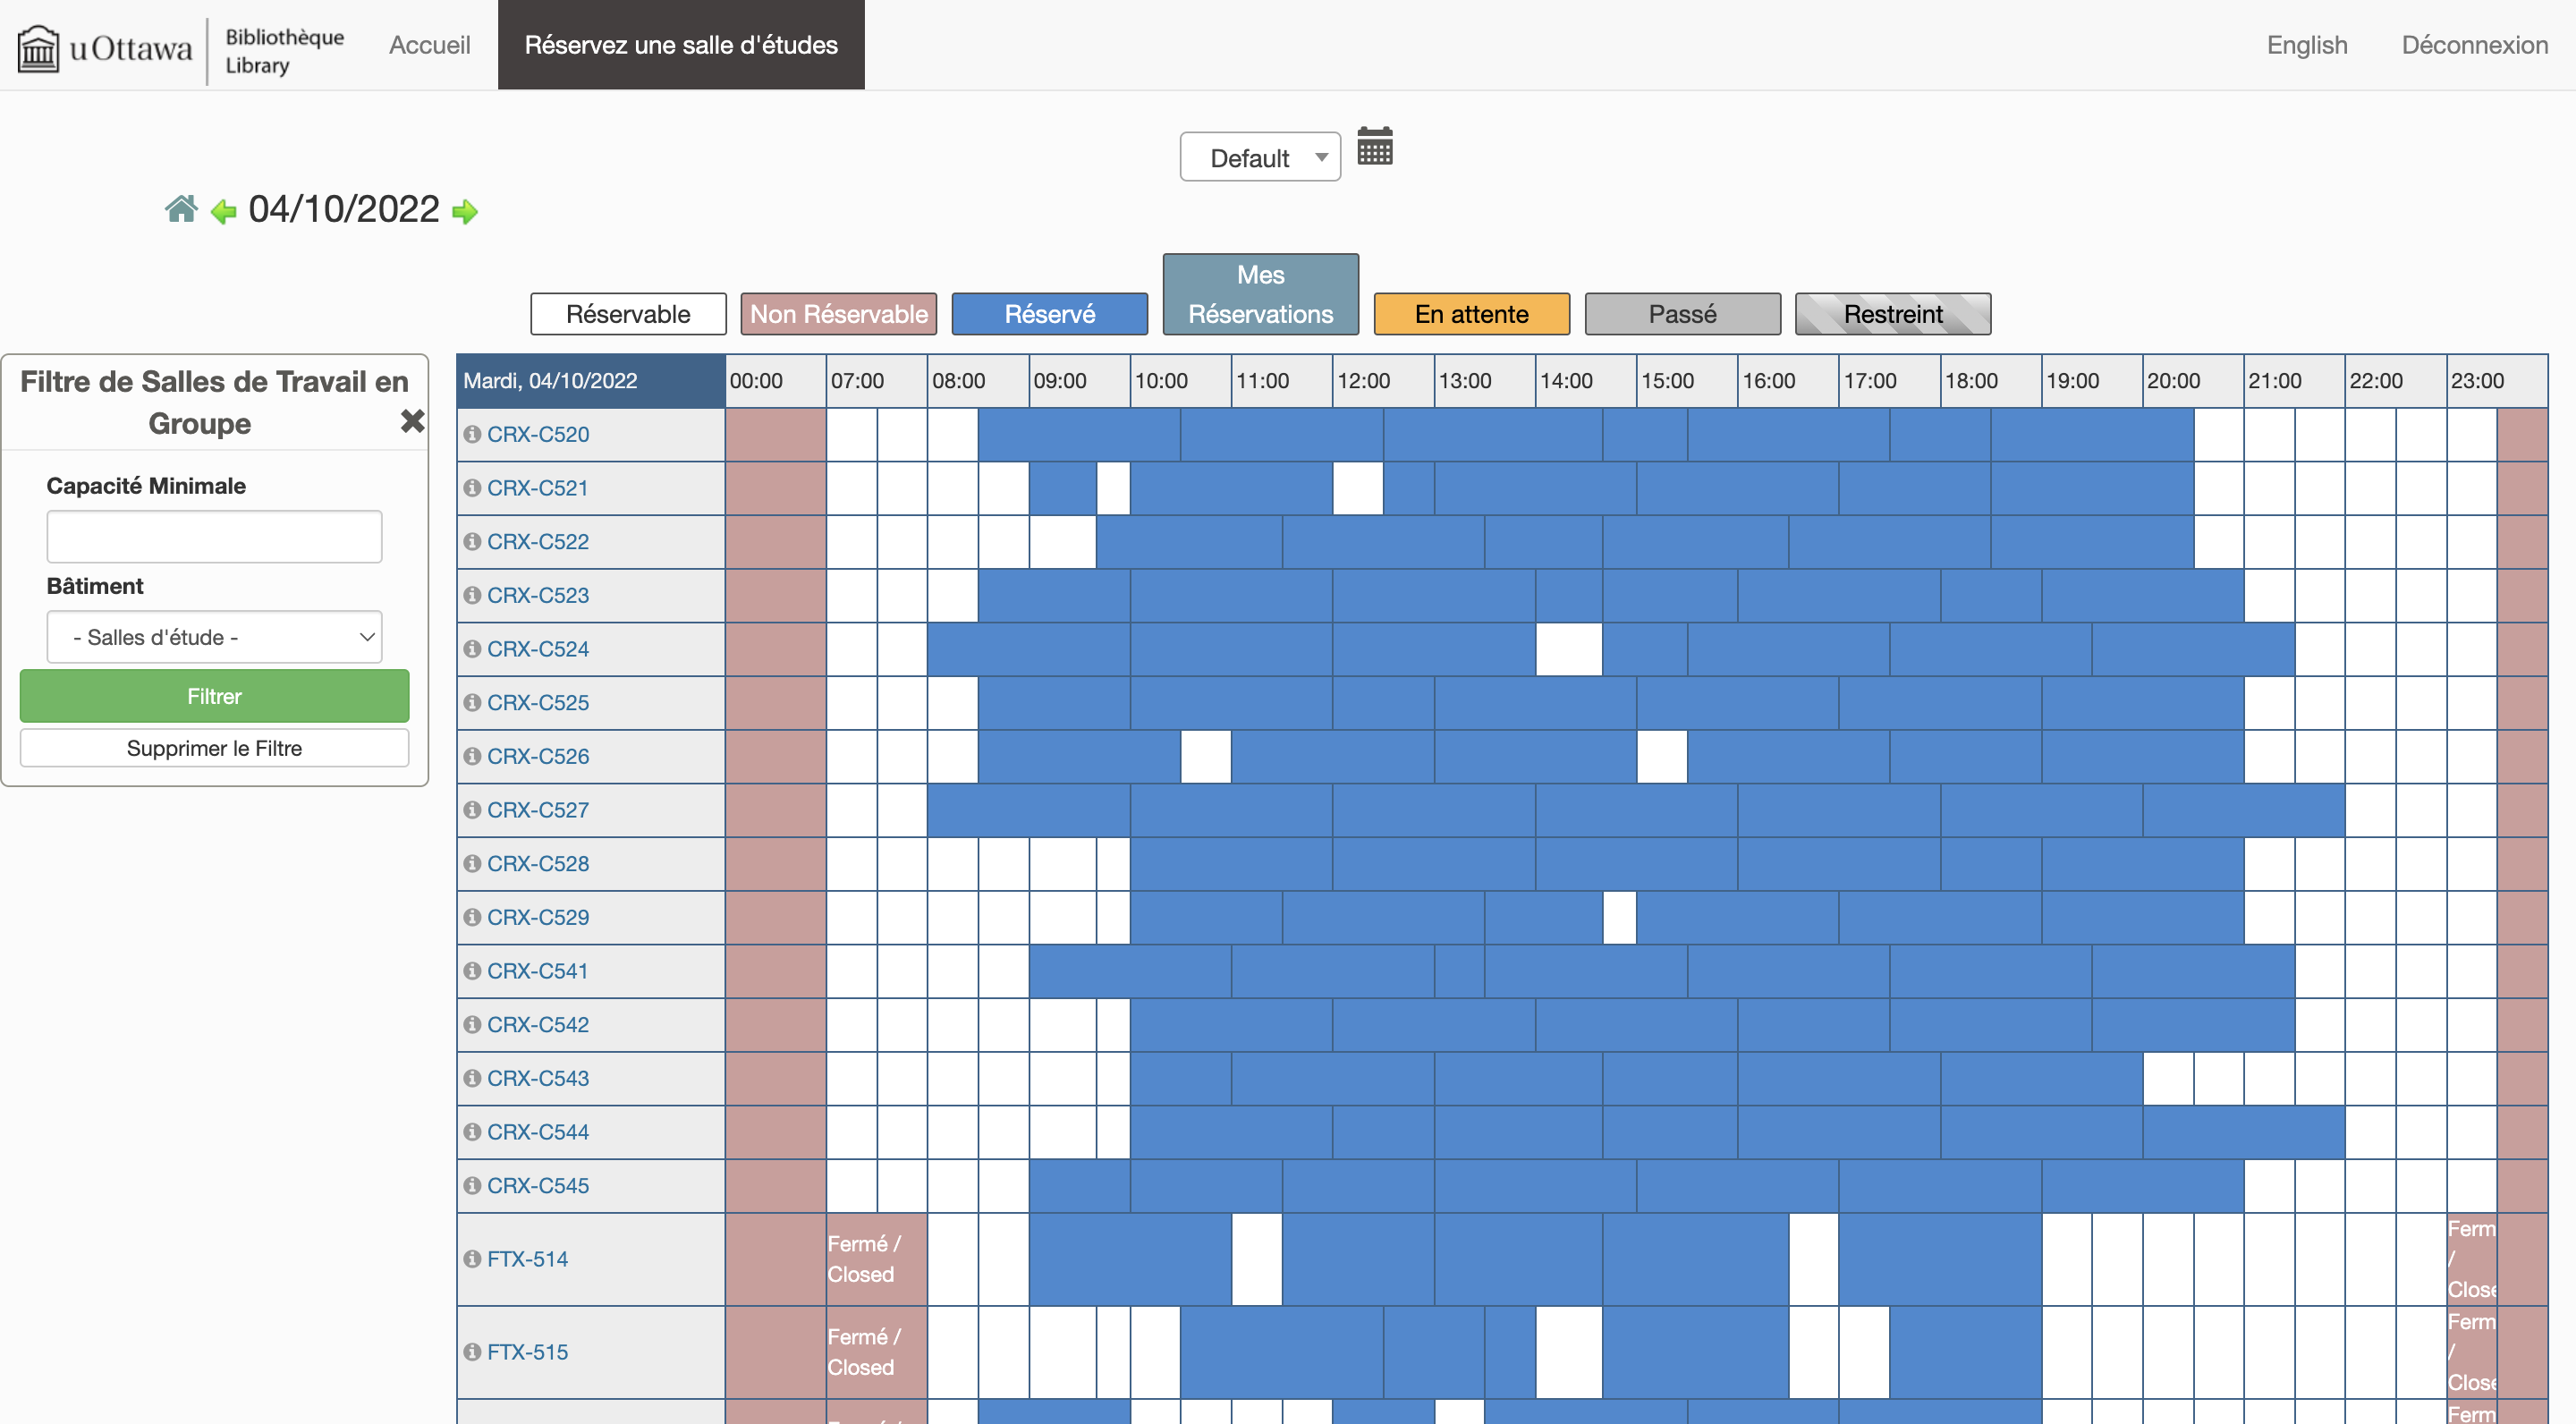 uOttawa
Bibliothèque
Library
Accueil
Réservez une salle d'études
English
Déconnexion
Default
04/10/2022
Réservable
Non Réservable
Réservé
Mes
Réservations
En attente
Passé
Restreint
Filtre de Salles de Travail en
Groupe
Capacité Minimale
Bâtiment
- Salles d'étude -
Filtrer
Supprimer le Filtre
Mardi, 04/10/2022 00:00 07:00 08:00 09:00 10:00 11:00 12:00 13:00 14:00 15:00 16:00 17:00 18:00 19:00 20:00 21:00 22:00 23:00
CRX-C520
CRX-C521
CRX-C522
CRX-C523
CRX-C524
CRX-C525
CRX-C526
CRX-C527
CRX-C528
CRX-C529
CRX-C541
CRX-C542
CRX-C543
CRX-C544
CRX-C545
FTX-514
Fermé /
Closed
Ferm
/
Close
FTX-515
Fermé /
Closed
Ferm
/
Close
Ferm